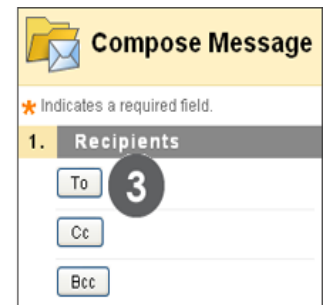 Compose Message
* Indicates a required field.
1. Recipients
To 3
Cc
Bcc